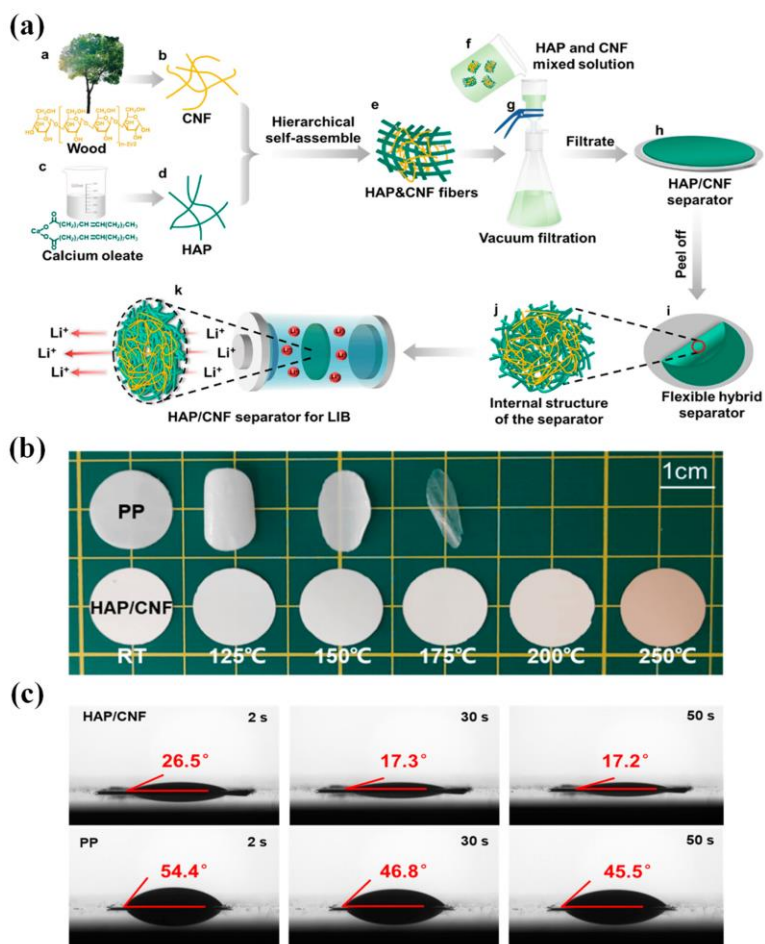 (a)
a
b
CNF
Wood
c
d
Calcium oleate
HAP
Hierarchical
self-assemble
e
HAP&CNF fibers
f
HAP and CNF
mixed solution
g
Vacuum filtration
Filtrate
h
HAP/CNF
separator
Peel off
i
Flexible hybrid
separator
j
Internal structure
of the separator
k
Li⁺ Li⁺
Li⁺ Li⁺
Li⁺ Li⁺
HAP/CNF separator for LIB
(b)
PP
1cm
HAP/CNF
RT 125℃ 150℃ 175℃ 200℃ 250℃
(c)
HAP/CNF 2 s 30 s 50 s
26.5° 17.3° 17.2°
PP 2 s 30 s 50 s
54.4° 46.8° 45.5°